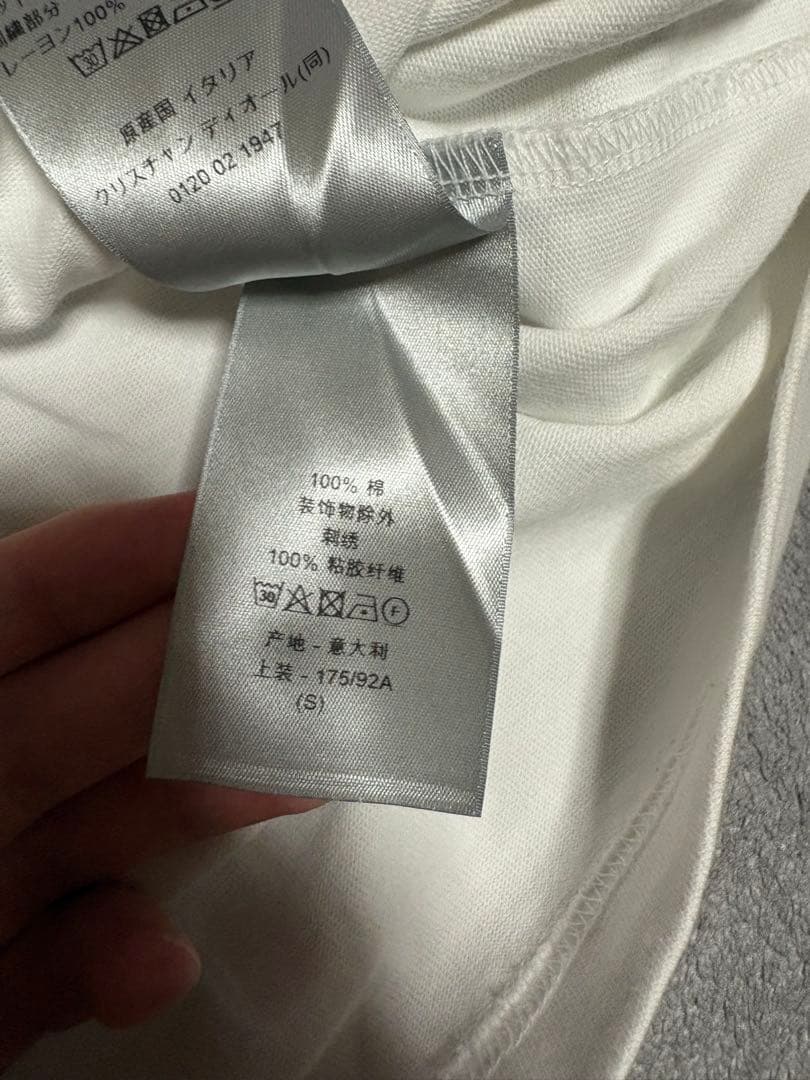 刺繍部分
レーヨン100%
30
原産国 イタリア
クリスチャン ディオール(同)
0120 02 1947
100% 棉
装饰物除外
刺绣
100% 粘胶纤维
30 F
产地 - 意大利
上装 - 175/92A
(S)